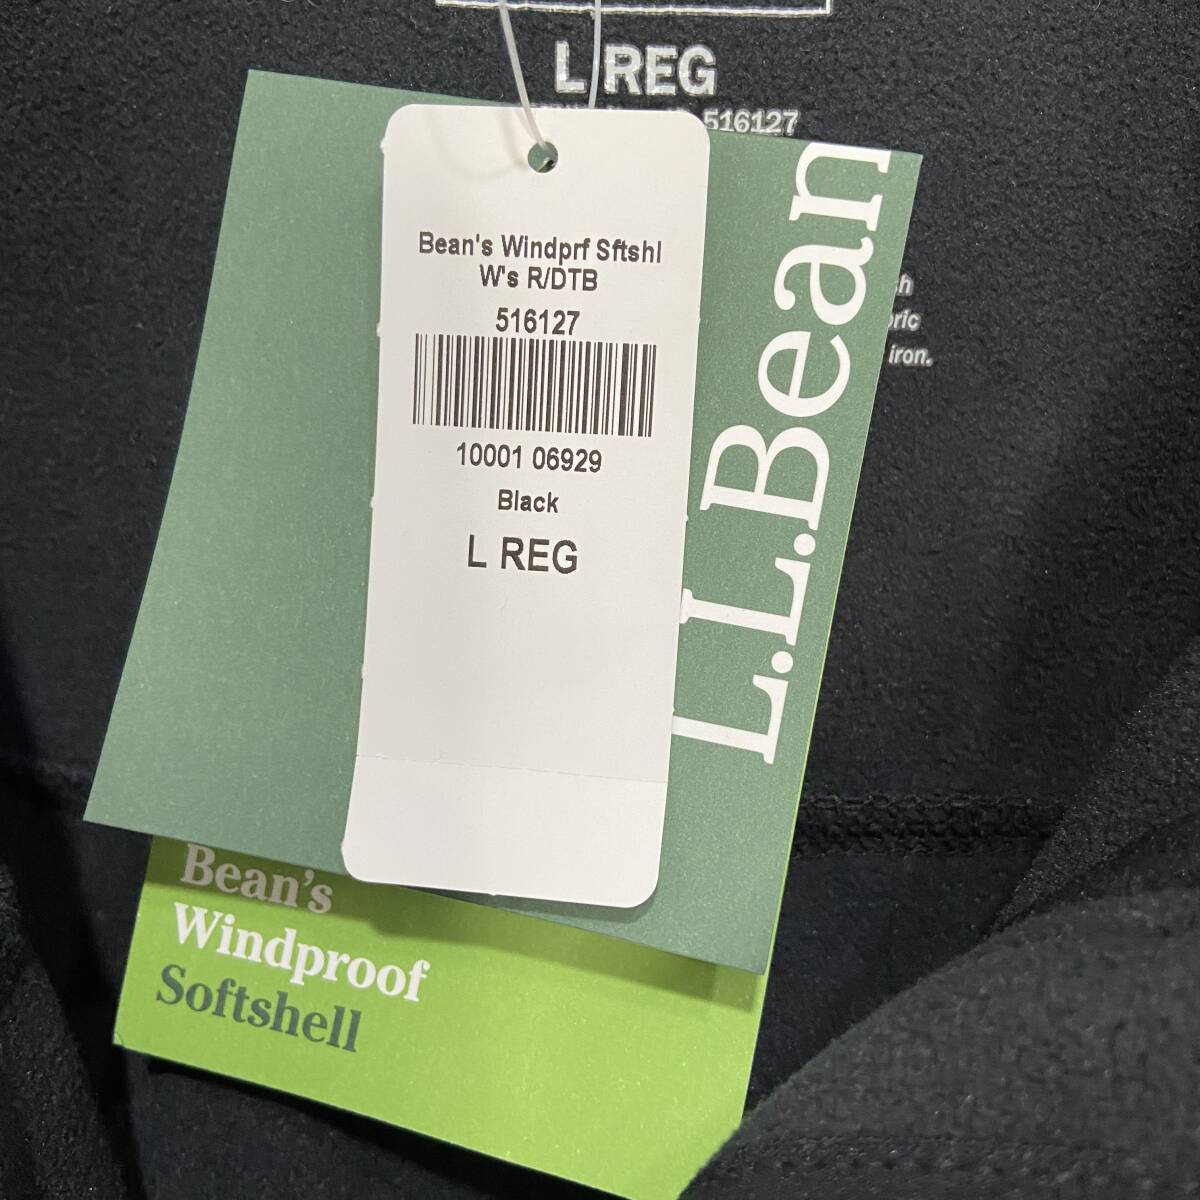 L REG
516127
Bean's Windprf Sftshl
W's R/DTB
516127
10001 06929
Black
L REG
L.L.Bean
iron.
Bean's
Windproof
Softshell